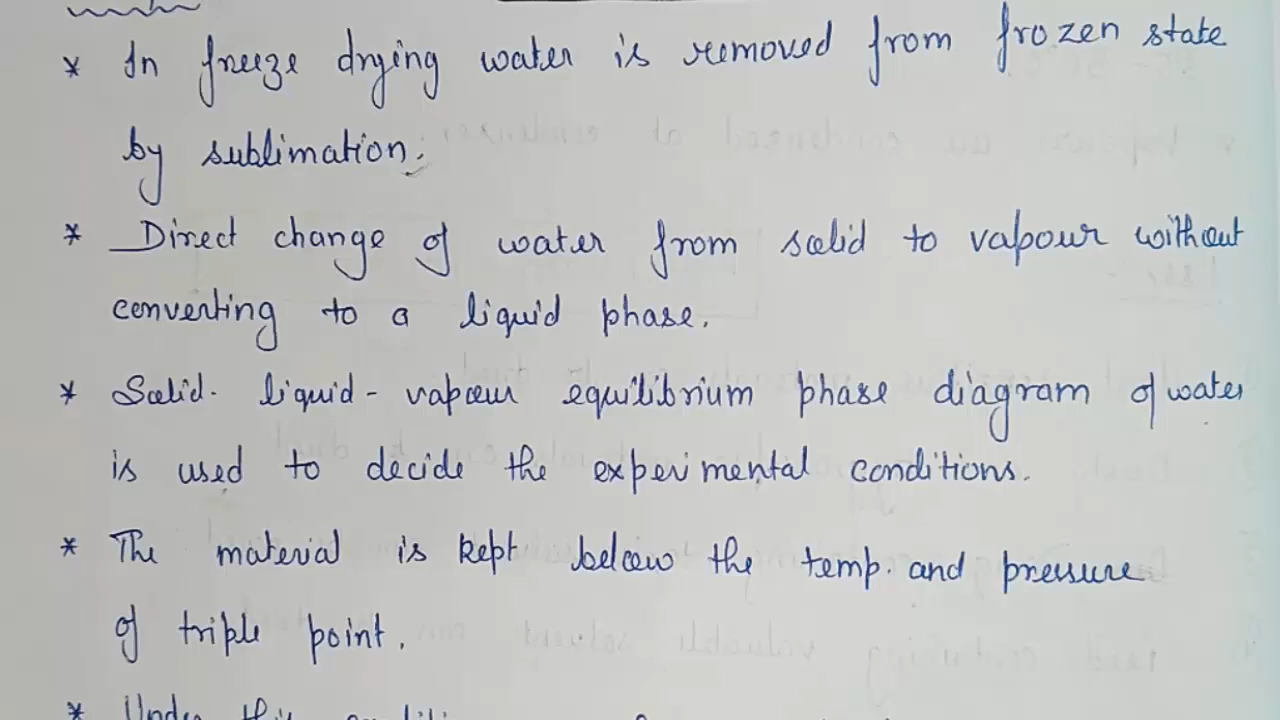 * In freeze drying water is removed from frozen state
by sublimation.
* Direct change of water from solid to vapour without
converting to a liquid phase.
* Solid - liquid - vapour equilibrium phase diagram of water
is used to decide the experimental conditions.
* The material is kept below the temp. and pressure
of triple point.
* Under this